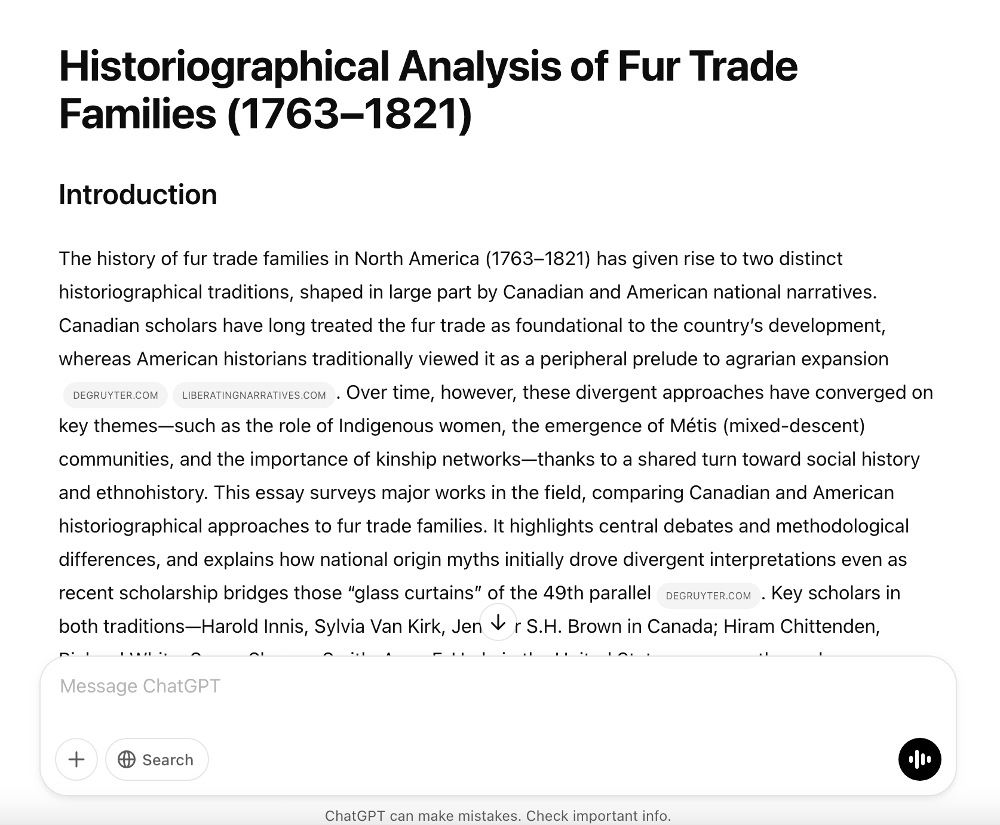 Historiographical Analysis of Fur Trade
Families (1763–1821)
Introduction
The history of fur trade families in North America (1763–1821) has given rise to two distinct
historiographical traditions, shaped in large part by Canadian and American national narratives.
Canadian scholars have long treated the fur trade as foundational to the country’s development,
whereas American historians traditionally viewed it as a peripheral prelude to agrarian expansion
DEGRUYTER.COM LIBERATINGNARRATIVES.COM . Over time, however, these divergent approaches have converged on
key themes—such as the role of Indigenous women, the emergence of Métis (mixed-descent)
communities, and the importance of kinship networks—thanks to a shared turn toward social history
and ethnohistory. This essay surveys major works in the field, comparing Canadian and American
historiographical approaches to fur trade families. It highlights central debates and methodological
differences, and explains how national origin myths initially drove divergent interpretations even as
recent scholarship bridges those “glass curtains” of the 49th parallel DEGRUYTER.COM . Key scholars in
both traditions—Harold Innis, Sylvia Van Kirk, Jen r S.H. Brown in Canada; Hiram Chittenden,
Message ChatGPT
Search
ChatGPT can make mistakes. Check important info.